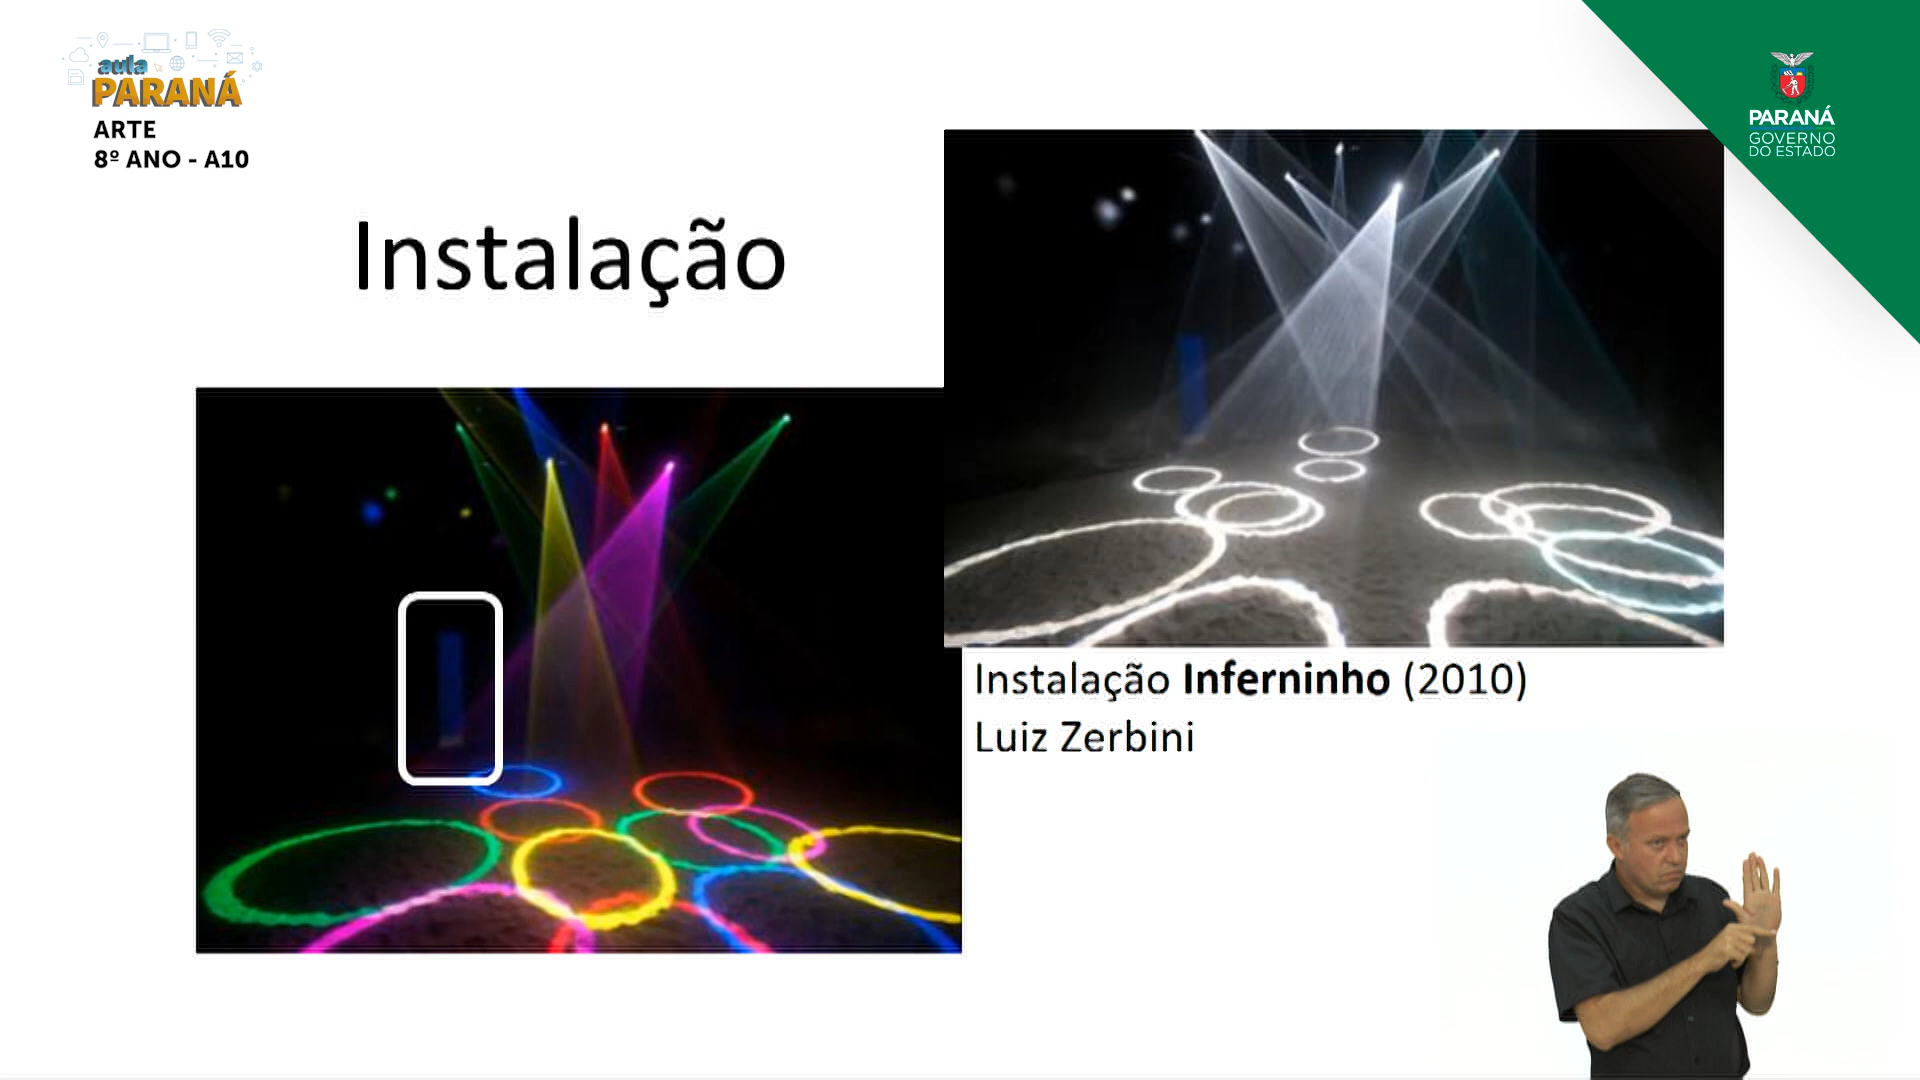 aula
PARANÁ
ARTE
8º ANO - A10
PARANÁ
GOVERNO
DO ESTADO
Instalação
Instalação Inferninho (2010)
Luiz Zerbini